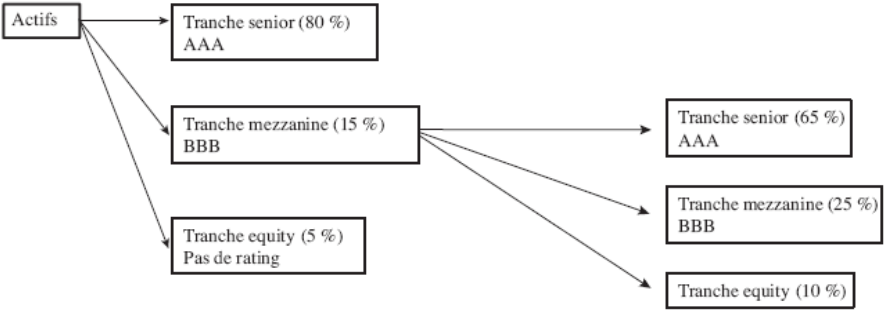 Actifs
Tranche senior (80 %)
AAA
Tranche mezzanine (15 %)
BBB
Tranche equity (5 %)
Pas de rating
Tranche senior (65 %)
AAA
Tranche mezzanine (25 %)
BBB
Tranche equity (10 %)